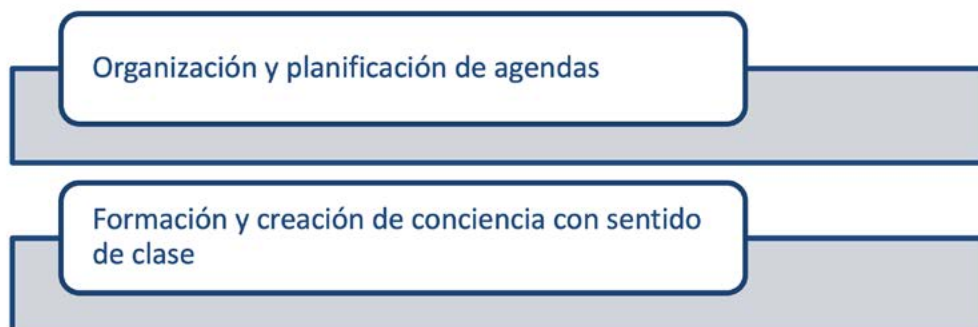 Organización y planificación de agendas
Formación y creación de conciencia con sentido
de clase